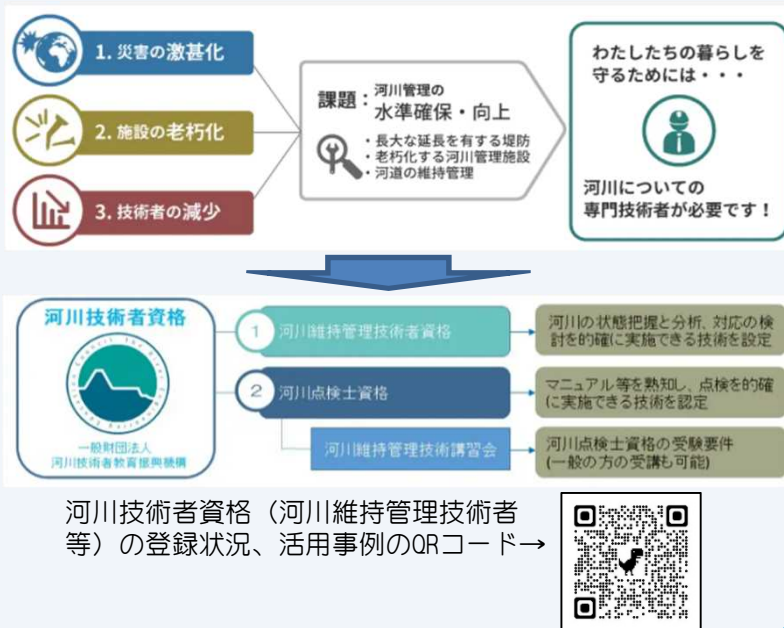 1. 災害の激甚化
2. 施設の老朽化
3. 技術者の減少
課題：河川管理の
水準確保・向上
・長大な延長を有する堤防
・老朽化する河川管理施設
・河道の維持管理
わたしたちの暮らしを
守るためには・・・
河川についての
専門技術者が必要です！
河川技術者資格
一般財団法人
河川技術者教育振興機構
1 河川維持管理技術者資格
河川の状態把握と分析、対応の検
討を的確に実施できる技術を設定
2 河川点検士資格
マニュアル等を熟知し、点検を的確
に実施できる技術を認定
河川維持管理技術講習会
河川点検士資格の受験要件
(一般の方の受講も可能)
河川技術者資格（河川維持管理技術者
等）の登録状況、活用事例のQRコード→